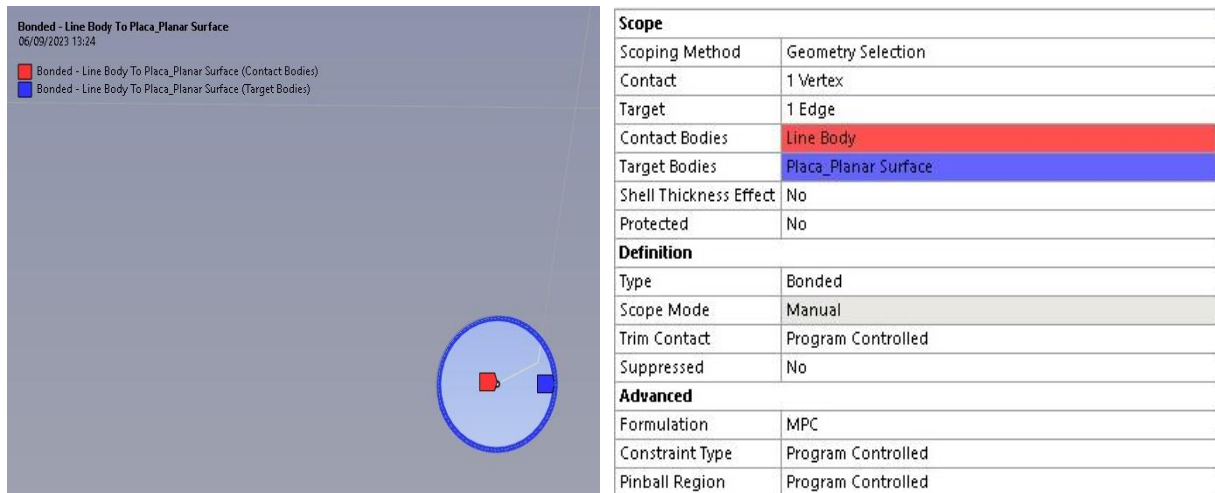 Bonded - Line Body To Placa_Planar Surface
06/09/2023 13:24
Bonded - Line Body To Placa_Planar Surface (Contact Bodies)
Bonded - Line Body To Placa_Planar Surface (Target Bodies)
Scope
Scoping Method Geometry Selection
Contact 1 Vertex
Target 1 Edge
Contact Bodies Line Body
Target Bodies Placa_Planar Surface
Shell Thickness Effect No
Protected No
Definition
Type Bonded
Scope Mode Manual
Trim Contact Program Controlled
Suppressed No
Advanced
Formulation MPC
Constraint Type Program Controlled
Pinball Region Program Controlled